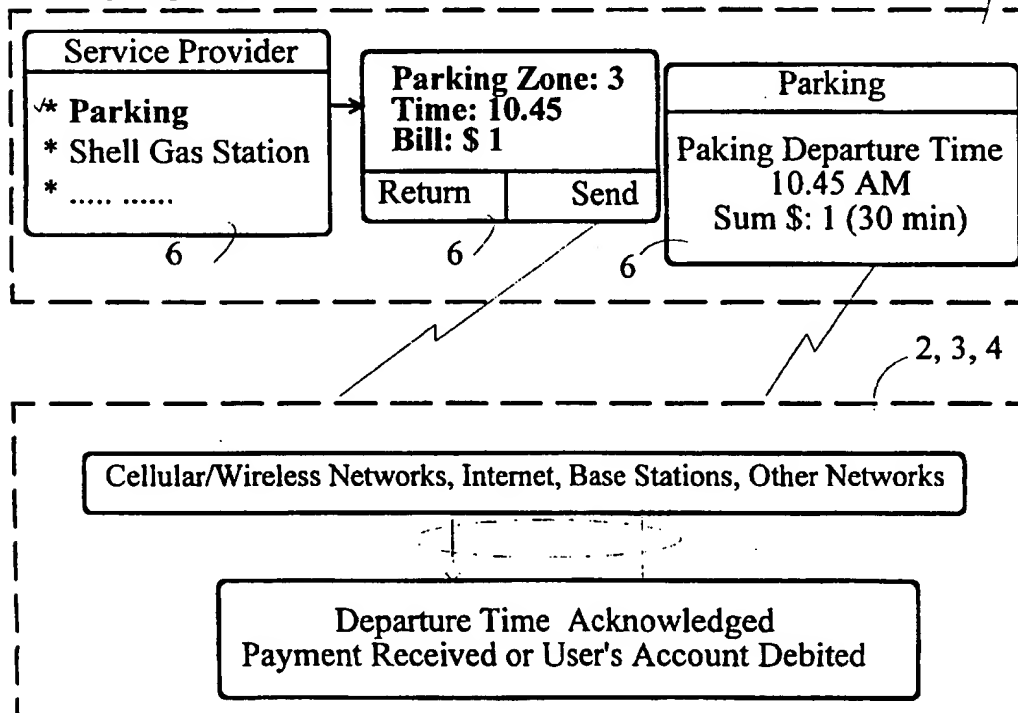 Service Provider
* Parking
* Shell Gas Station
* ..... ......
6
Parking Zone: 3
Time: 10.45
Bill: $ 1
Return Send
6
Parking
Paking Departure Time
10.45 AM
Sum $: 1 (30 min)
6
2, 3, 4
Cellular/Wireless Networks, Internet, Base Stations, Other Networks
Departure Time Acknowledged
Payment Received or User's Account Debited